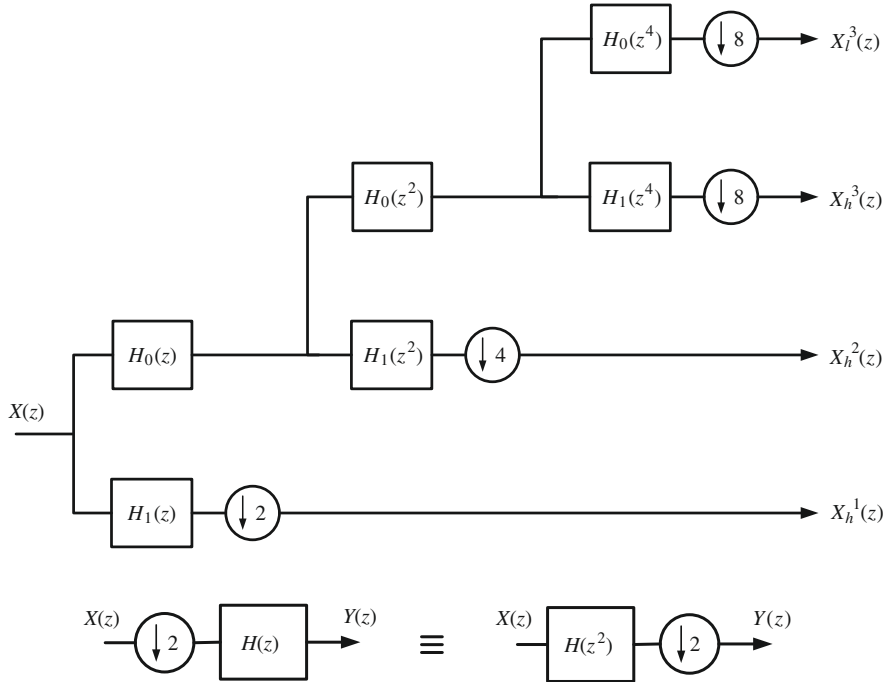 H₀(z⁴) ↓ 8 Xₗ³(z)
H₀(z²) H₁(z⁴) ↓ 8 Xₕ³(z)
H₀(z) H₁(z²) ↓ 4 Xₕ²(z)
X(z)
H₁(z) ↓ 2 Xₕ¹(z)
X(z) ↓ 2 H(z) Y(z) ≡ X(z) H(z²) ↓ 2 Y(z)